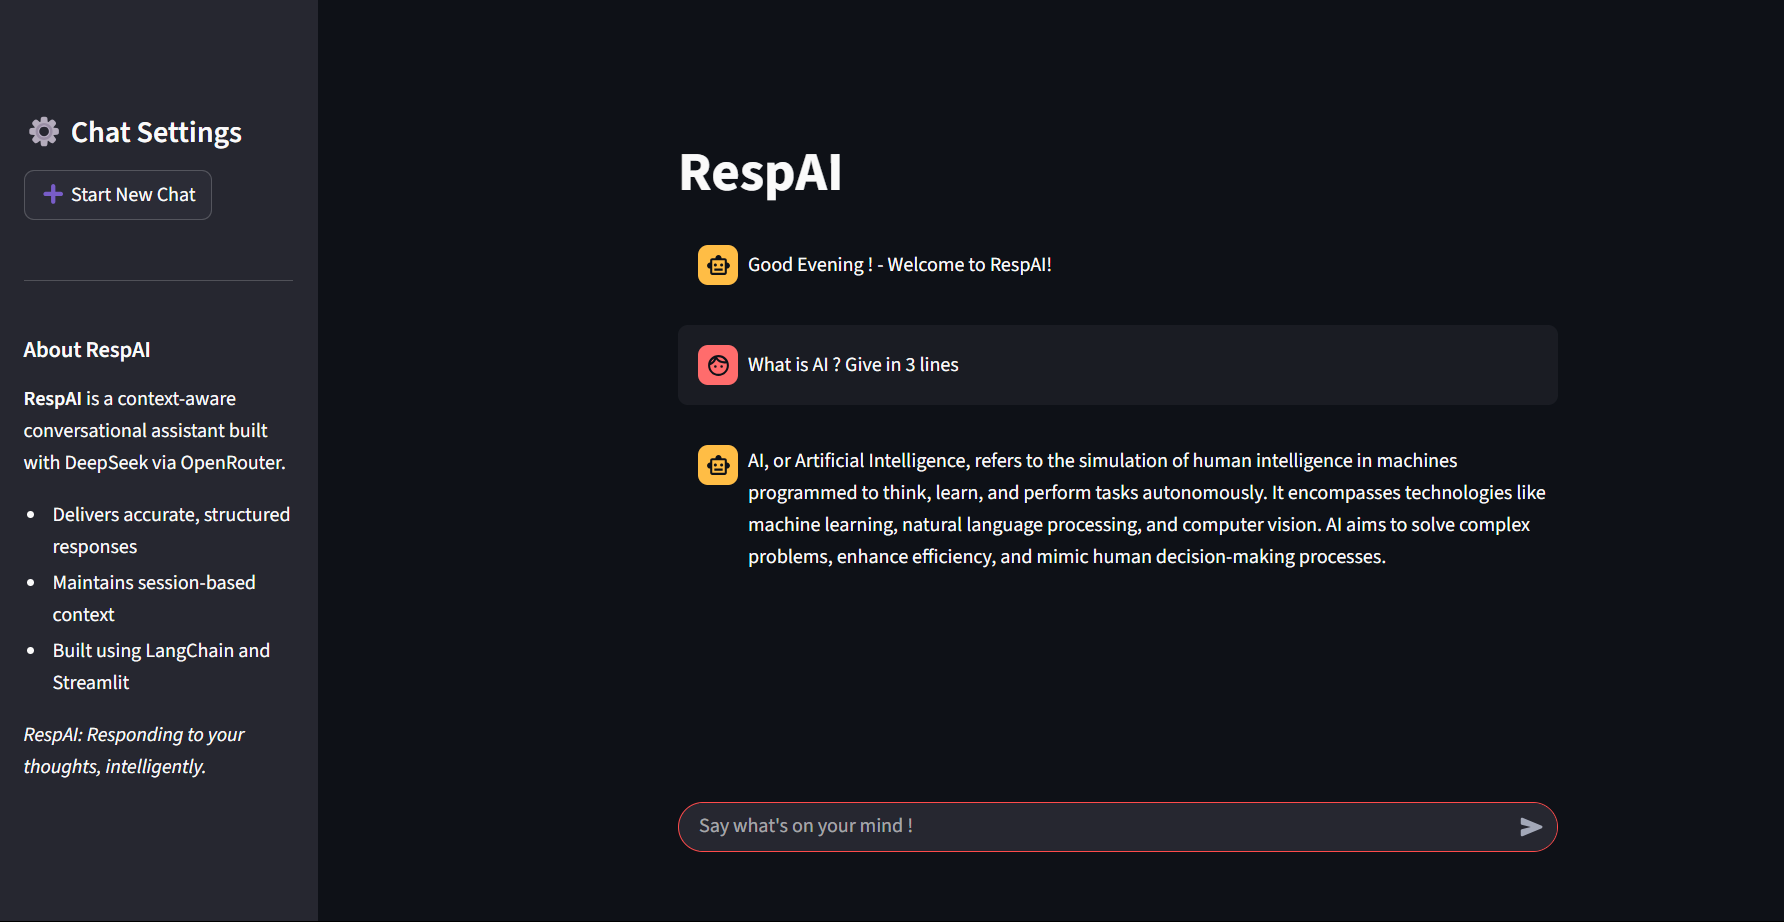 Chat Settings
Start New Chat
About RespAI
RespAI is a context-aware
conversational assistant built
with DeepSeek via OpenRouter.
• Delivers accurate, structured
responses
• Maintains session-based
context
• Built using LangChain and
Streamlit
RespAI: Responding to your
thoughts, intelligently.
RespAI
Good Evening ! - Welcome to RespAI!
What is AI ? Give in 3 lines
AI, or Artificial Intelligence, refers to the simulation of human intelligence in machines
programmed to think, learn, and perform tasks autonomously. It encompasses technologies like
machine learning, natural language processing, and computer vision. AI aims to solve complex
problems, enhance efficiency, and mimic human decision-making processes.
Say what's on your mind !